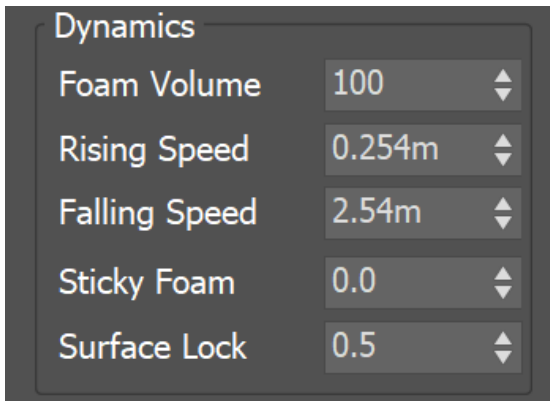 Dynamics
Foam Volume 100
Rising Speed 0.254m
Falling Speed 2.54m
Sticky Foam 0.0
Surface Lock 0.5